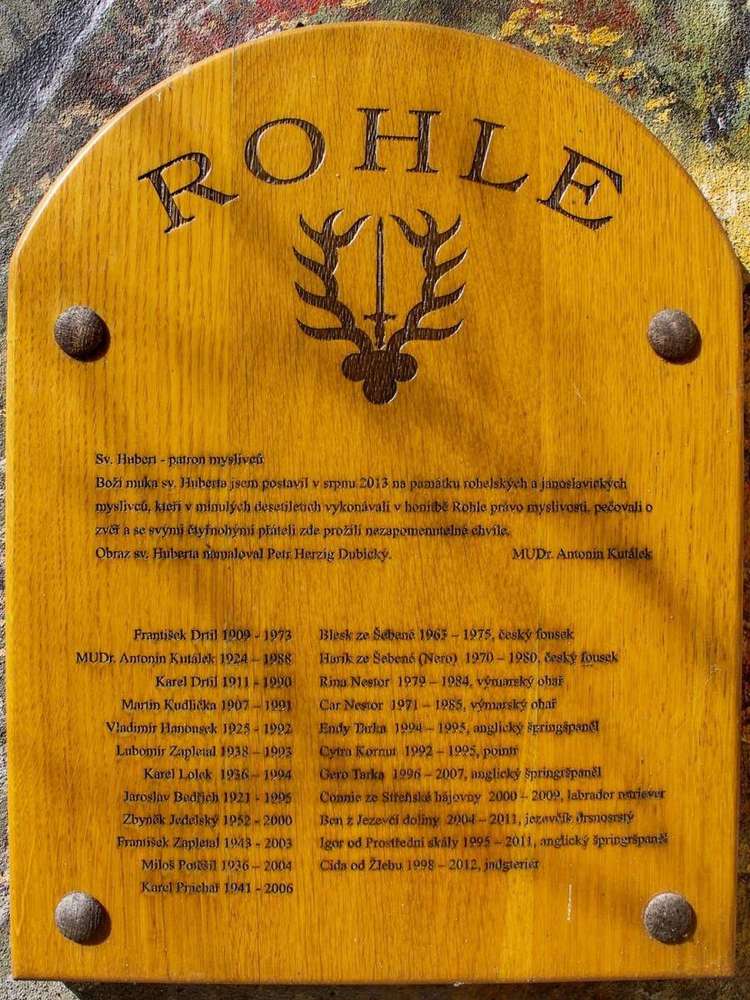 ROHLE
Sv. Hubert - patron myslivců
Boží muka sv. Huberta jsem postavil v srpnu 2013 na památku rohelských a janoslavických
myslivců, kteří v minulých desetiletích vykonávali v honitbě Rohle právo myslivosti, pečovali o
zvěř a se svými čtyřnohými přáteli zde prožili nezapomenutelné chvíle.
Obraz sv. Huberta namaloval Petr Herzig Dubický. MUDr. Antonín Kutálek
František Drtil 1909 - 1973 Blesk ze Šebené 1963 – 1975, český fousek
MUDr. Antonín Kutálek 1924 – 1988 Harik ze Šebené (Nero) 1970 – 1980, český fousek
Karel Drtil 1911 - 1990 Rina Nestor 1979 – 1984, výmarský ohař
Martin Kudlička 1907 – 1991 Car Nestor 1971 – 1985, výmarský ohař
Vladimír Hanousek 1925 - 1992 Endy Tarka 1994 – 1995, anglický špringšpaněl
Lubomír Zapletal 1938 – 1993 Cytra Kornut 1992 – 1995, pointr
Karel Lolek 1936 – 1994 Gero Tarka 1996 – 2007, anglický špringršpaněl
Jaroslav Bedřich 1921 - 1995 Connie ze Střeňské hájovny 2000 – 2009, labrador retriever
Zbyněk Jedelský 1952 - 2000 Ben z Jezevčí doliny 2004 – 2011, jezevčík drsnosrstý
František Zapletal 1943 - 2003 Igor od Prostřední skály 1995 – 2011, anglický špringršpaněl
Miloš Potěšil 1936 – 2004 Cida od Žlebu 1998 – 2012, jadgterier
Karel 1941 - 2006